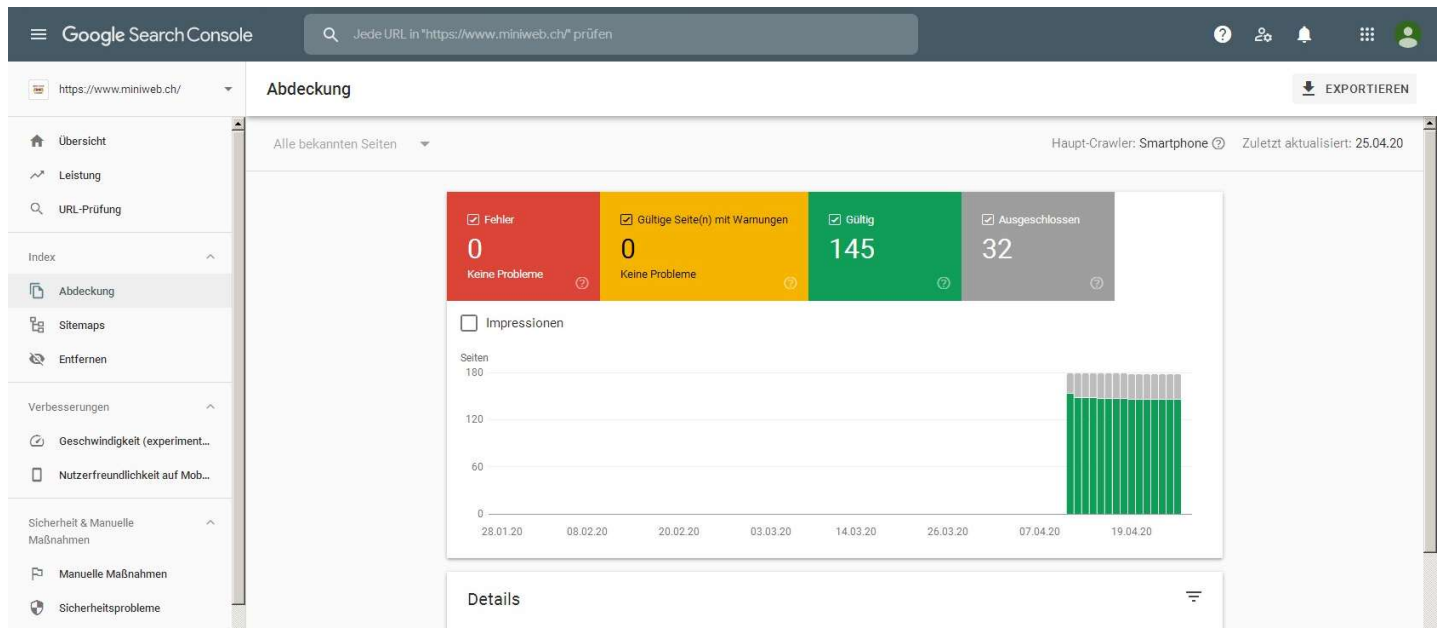 Google Search Console
Jede URL in "https://www.miniweb.ch/" prüfen
https://www.miniweb.ch/
Abdeckung
EXPORTIEREN
Übersicht
Leistung
URL-Prüfung
Index
Abdeckung
Sitemaps
Entfernen
Verbesserungen
Geschwindigkeit (experiment...
Nutzerfreundlichkeit auf Mob...
Sicherheit & Manuelle
Maßnahmen
Manuelle Maßnahmen
Sicherheitsprobleme
Alle bekannten Seiten
Haupt-Crawler: Smartphone
Zuletzt aktualisiert: 25.04.20
Fehler
0
Keine Probleme
Gültige Seite(n) mit Warnungen
0
Keine Probleme
Gültig
145
Ausgeschlossen
32
Impressionen
Seiten
180
120
60
0
28.01.20 08.02.20 20.02.20 03.03.20 14.03.20 26.03.20 07.04.20 19.04.20
Details